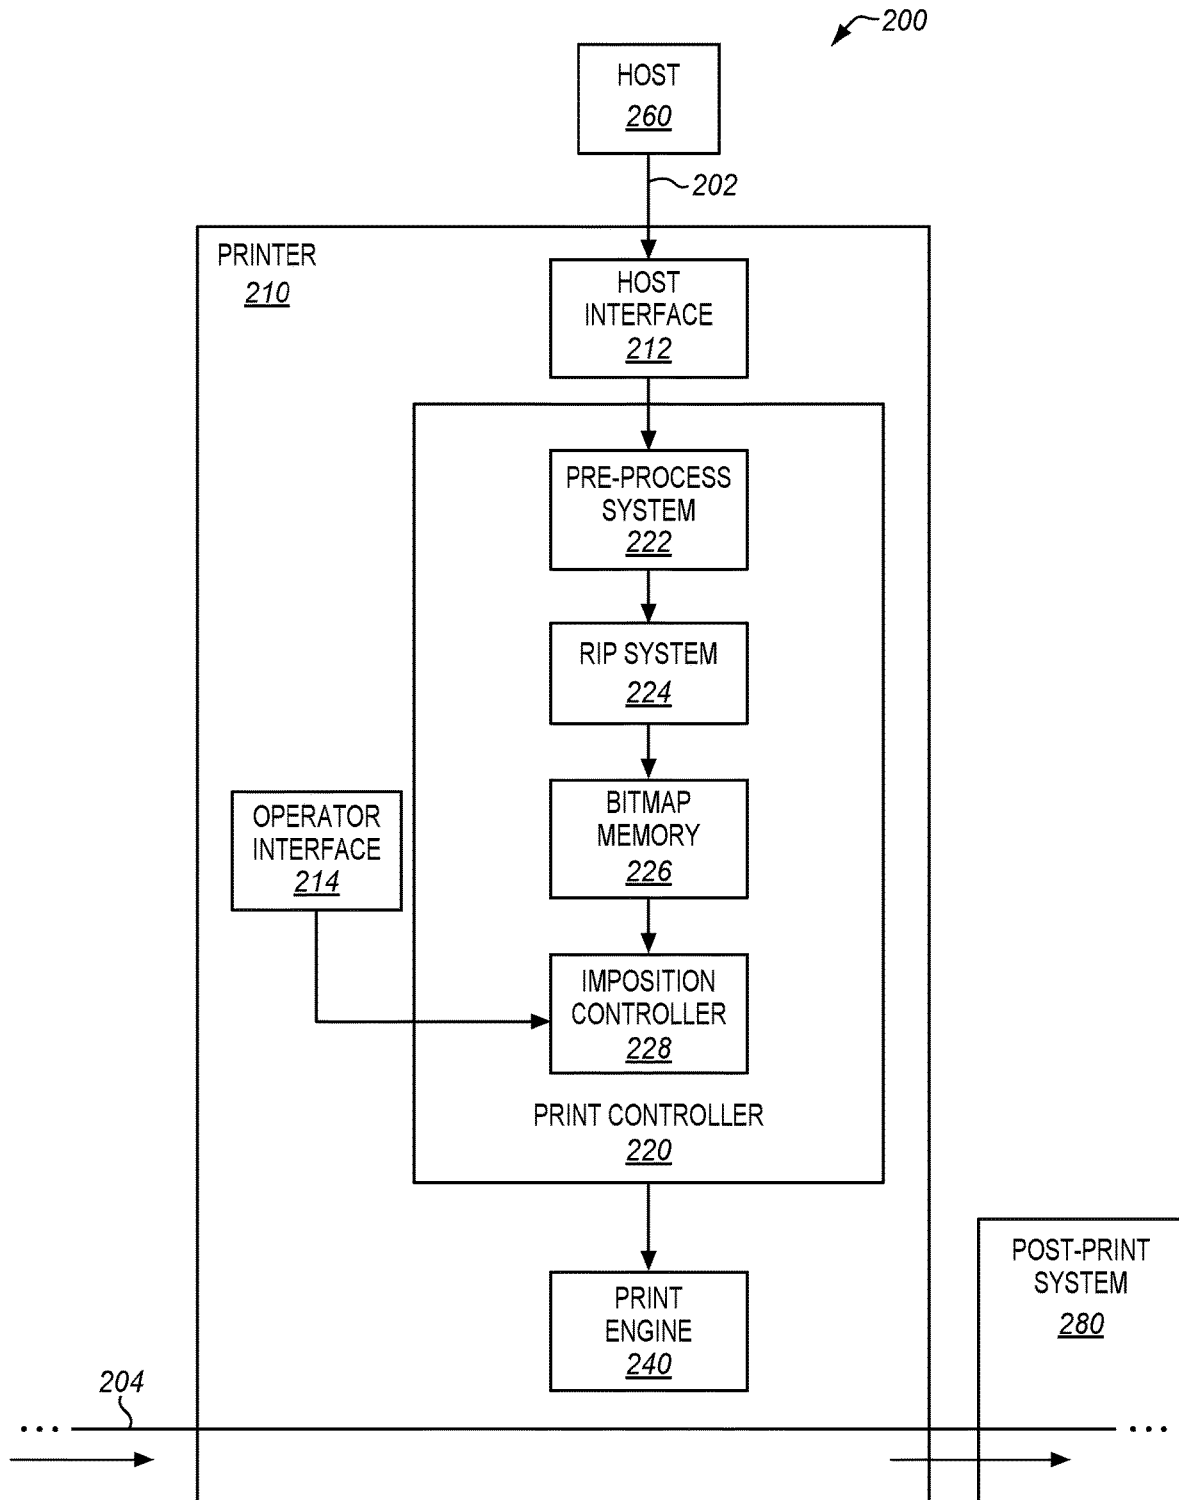 200
HOST
260
202
PRINTER
210
HOST
INTERFACE
212
PRE-PROCESS
SYSTEM
222
RIP SYSTEM
224
OPERATOR
INTERFACE
214
BITMAP
MEMORY
226
IMPOSITION
CONTROLLER
228
PRINT CONTROLLER
220
PRINT
ENGINE
240
POST-PRINT
SYSTEM
280
204
... ...